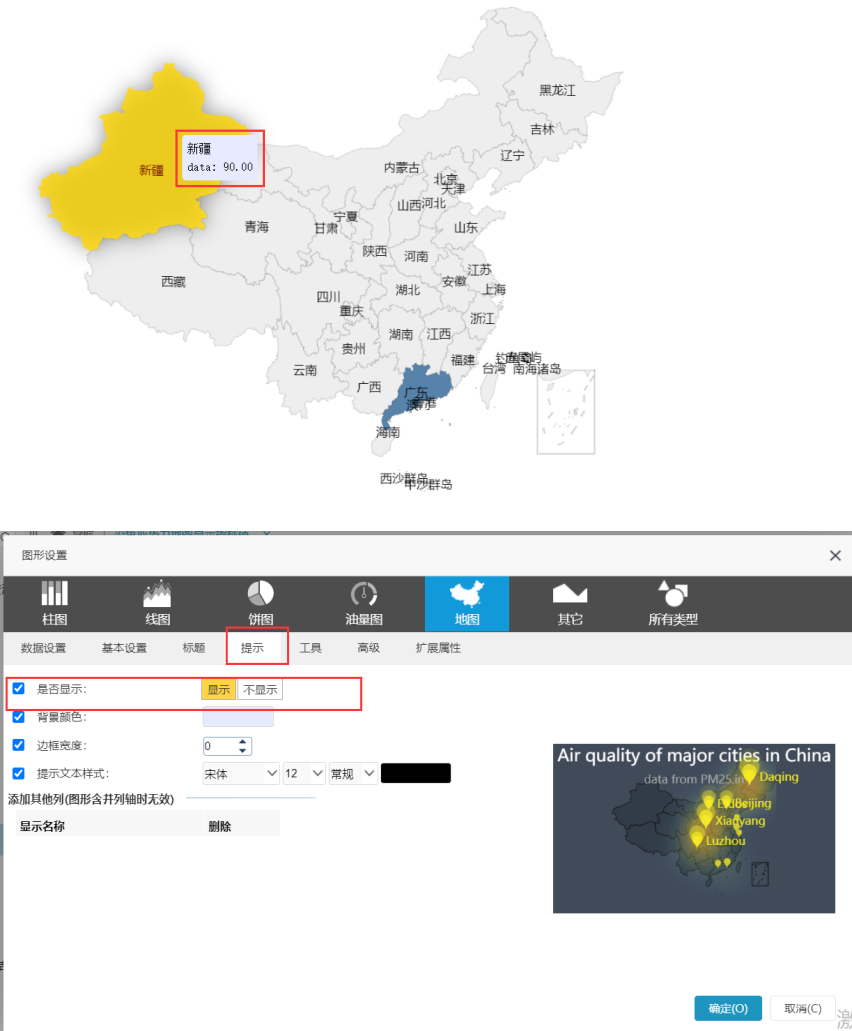 黑龙江
吉林
辽宁
新疆
data: 90.00
新疆
内蒙古
北京
天津
山西
河北
宁夏
甘肃
青海
山东
陕西
河南
西藏
江苏
安徽
上海
湖北
四川
重庆
浙江
湖南
江西
贵州
福建
云南
台湾
南海诸岛
广西
广东
海南
西沙群岛
中沙群岛
图形设置
柱图
线图
饼图
油量图
地图
其它
所有类型
数据设置
基本设置
标题
提示
工具
高级
扩展属性
是否显示:
显示
不显示
背景颜色:
边框宽度:
0
提示文本样式:
宋体
12
常规
添加其他列(图形含并列轴时无效)
显示名称
删除
Air quality of major cities in China
data from PM25.in
Daqing
Beijing
Xianyang
Luzhou
确定(O)
取消(C)